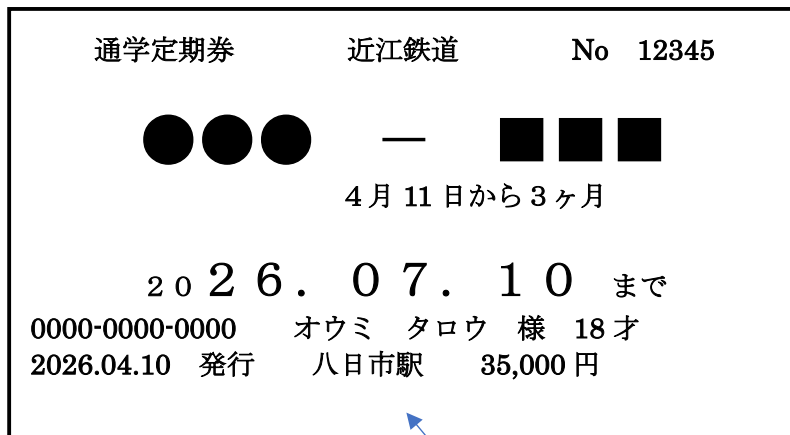 通学定期券　近江鉄道　No　12345
●●●　―　■■■
４月 11 日から３ヶ月
２０２６．０７．１０　まで
0000-0000-0000　オウミ　タロウ　様　18 才
2026.04.10　発行　八日市駅　35,000 円